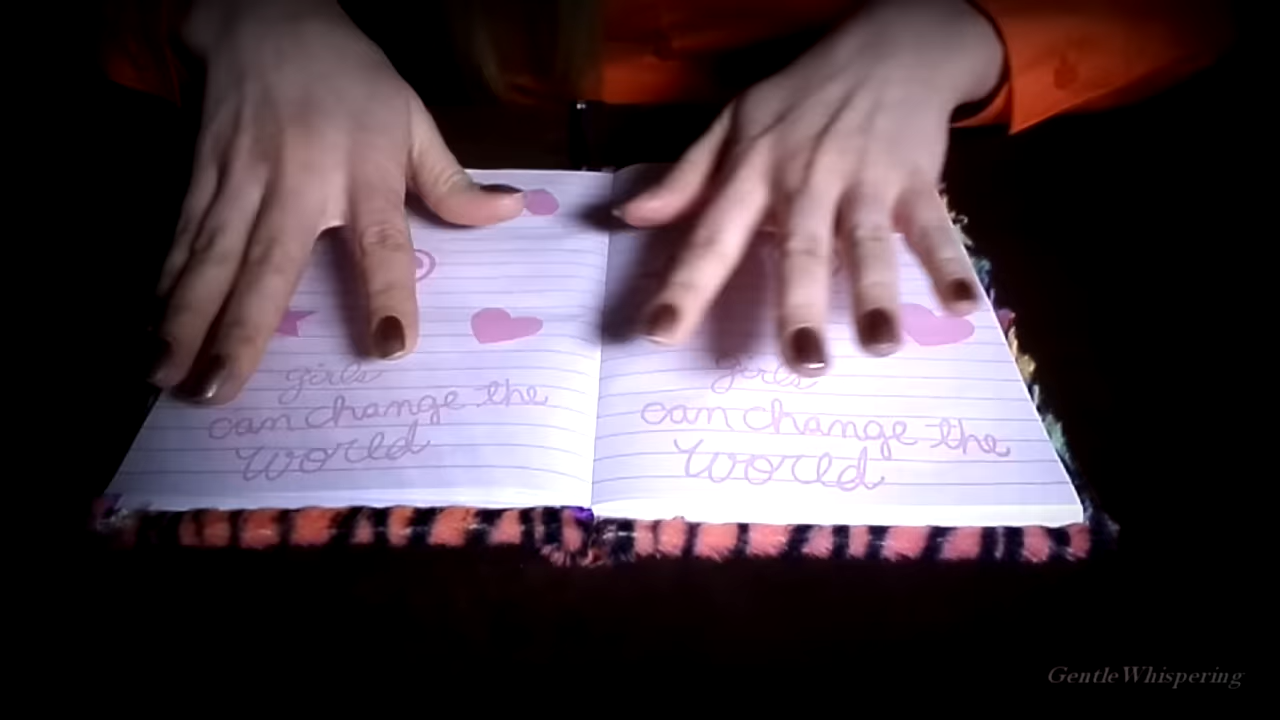 girls
can change the
world
girls
can change the
world
GentleWhispering